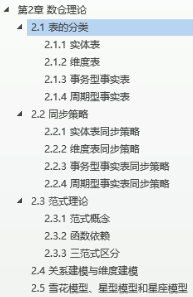 第2章 数仓理论
2.1 表的分类
2.1.1 实体表
2.1.2 维度表
2.1.3 事务型事实表
2.1.4 周期型事实表
2.2 同步策略
2.2.1 实体表同步策略
2.2.2 维度表同步策略
2.2.3 事务型事实表同步策略
2.2.4 周期型事实表同步策略
2.3 范式理论
2.3.1 范式概念
2.3.2 函数依赖
2.3.3 三范式区分
2.4 关系建模与维度建模
2.5 雪花模型、星型模型和星座模型